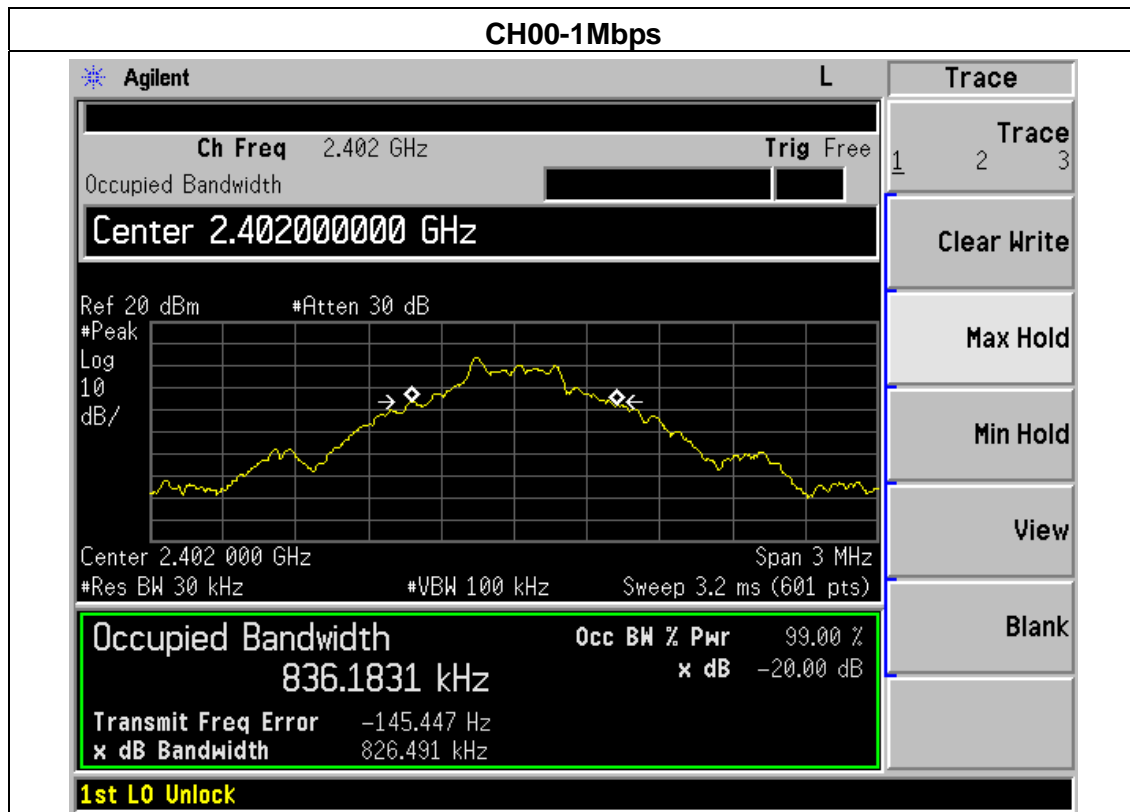 CH00-1Mbps
Agilent L Trace
Ch Freq 2.402 GHz Trig Free
Occupied Bandwidth
Center 2.402000000 GHz
Ref 20 dBm #Atten 30 dB
#Peak
Log
10
dB/
Center 2.402 000 GHz Span 3 MHz
#Res BW 30 kHz #VBW 100 kHz Sweep 3.2 ms (601 pts)
Occupied Bandwidth Occ BW % Pwr 99.00 %
836.1831 kHz x dB -20.00 dB
Transmit Freq Error -145.447 Hz
x dB Bandwidth 826.491 kHz
1st LO Unlock
Trace
1 2 3
Clear Write
Max Hold
Min Hold
View
Blank